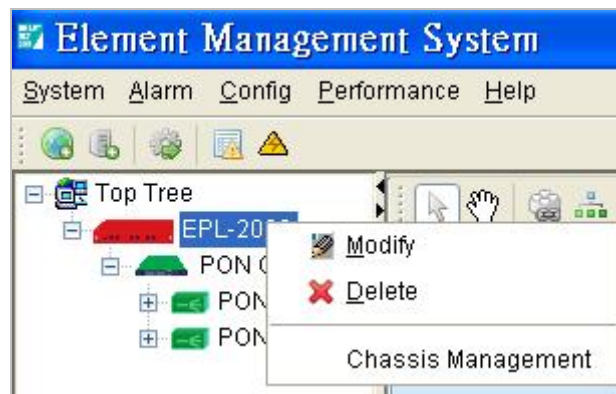 Element Management System
System Alarm Config Performance Help
Top Tree
EPL-20
Modify
PON
Delete
PON
PON
Chassis Management